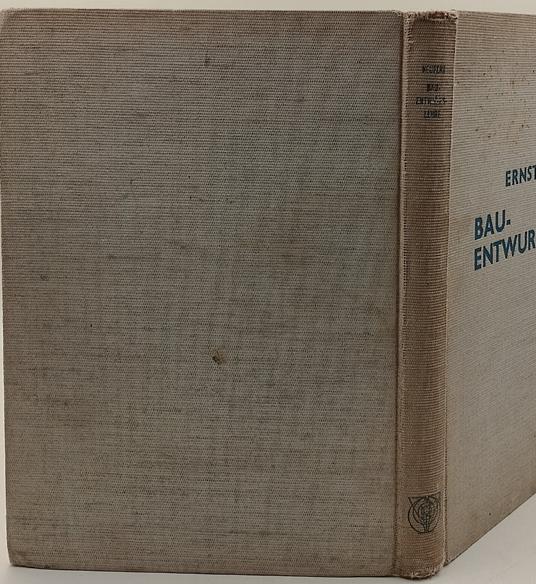 NEUFERT
BAU-
ENTWURFS-
LEHRE
ERNST
BAU-
ENTWUR